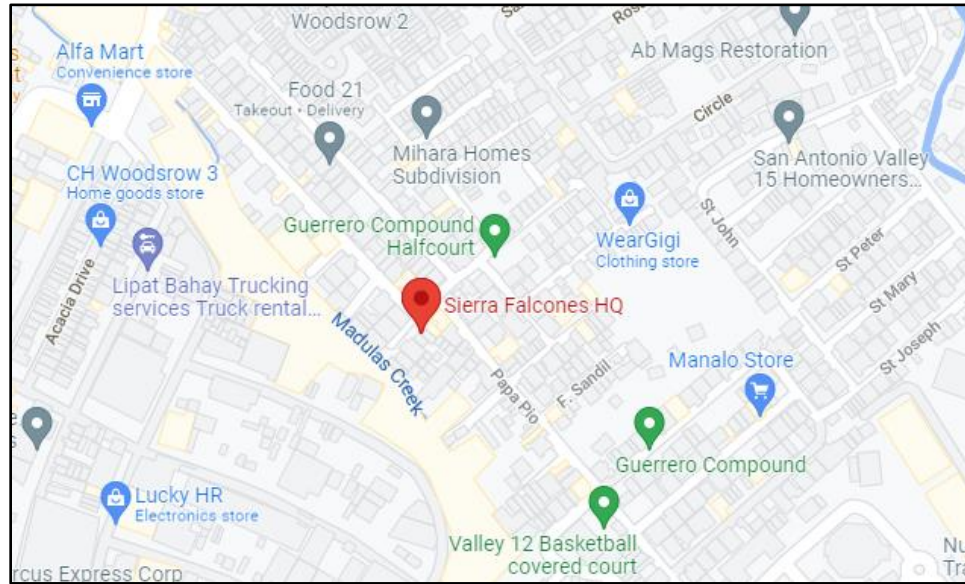 Woodsrow 2
Alfa Mart
Convenience store
Ab Mags Restoration
Food 21
Takeout • Delivery
Circle
Mihara Homes
Subdivision
San Antonio Valley
15 Homeowners...
CH Woodsrow 3
Home goods store
Guerrero Compound
Halfcourt
WearGigi
Clothing store
St John
St Peter
St Mary
St Joseph
Lipat Bahay Trucking
services Truck rental...
Acacia Drive
Sierra Falcones HQ
Madulas Creek
Papa Pio
F. Sandil
Manalo Store
Guerrero Compound
Lucky HR
Electronics store
Valley 12 Basketball
covered court
rcus Express Corp